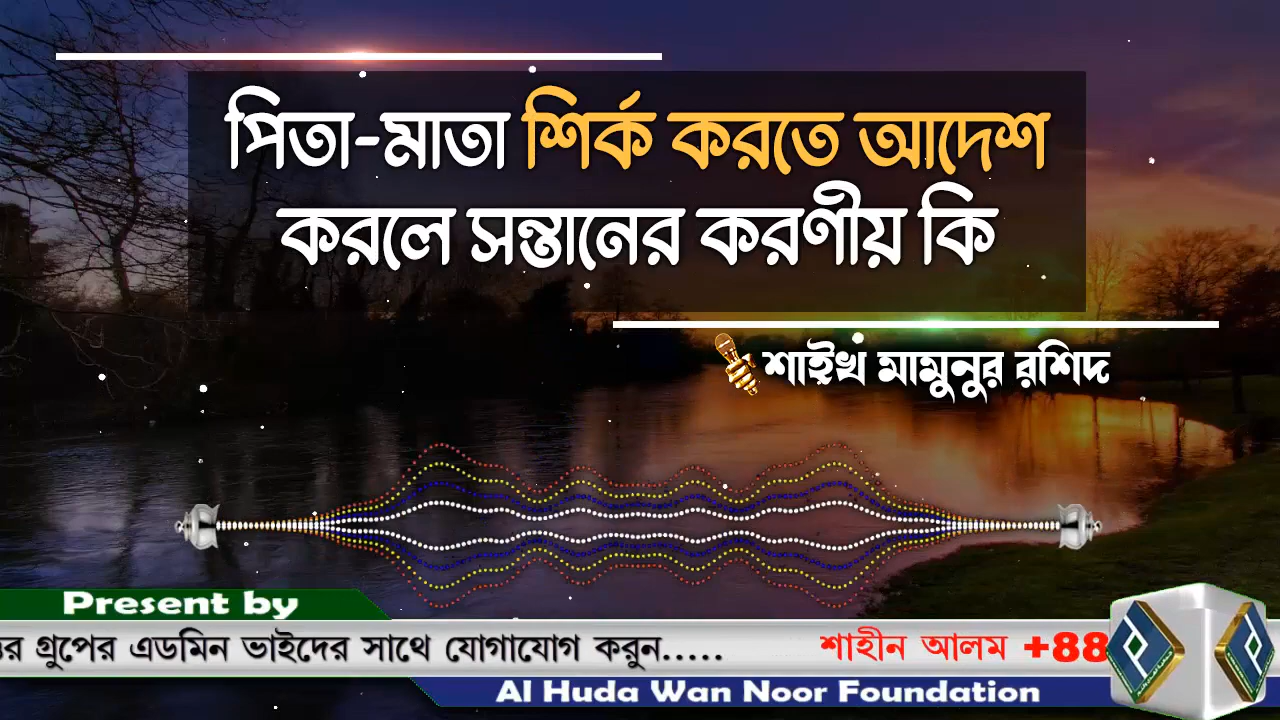 পিতা-মাতা শির্ক করতে আদেশ
করলে সন্তানের করণীয় কি
শাইখ মামুনুর রশিদ
Present by
গ্রুপের এডমিন ভাইদের সাথে যোগাযোগ করুন..... শাহীন আলম +88
Al Huda Wan Noor Foundation